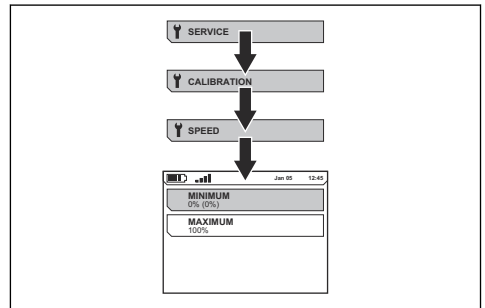 SERVICE
CALIBRATION
SPEED
Jan 05 12:45
MINIMUM
0% (0%)
MAXIMUM
100%